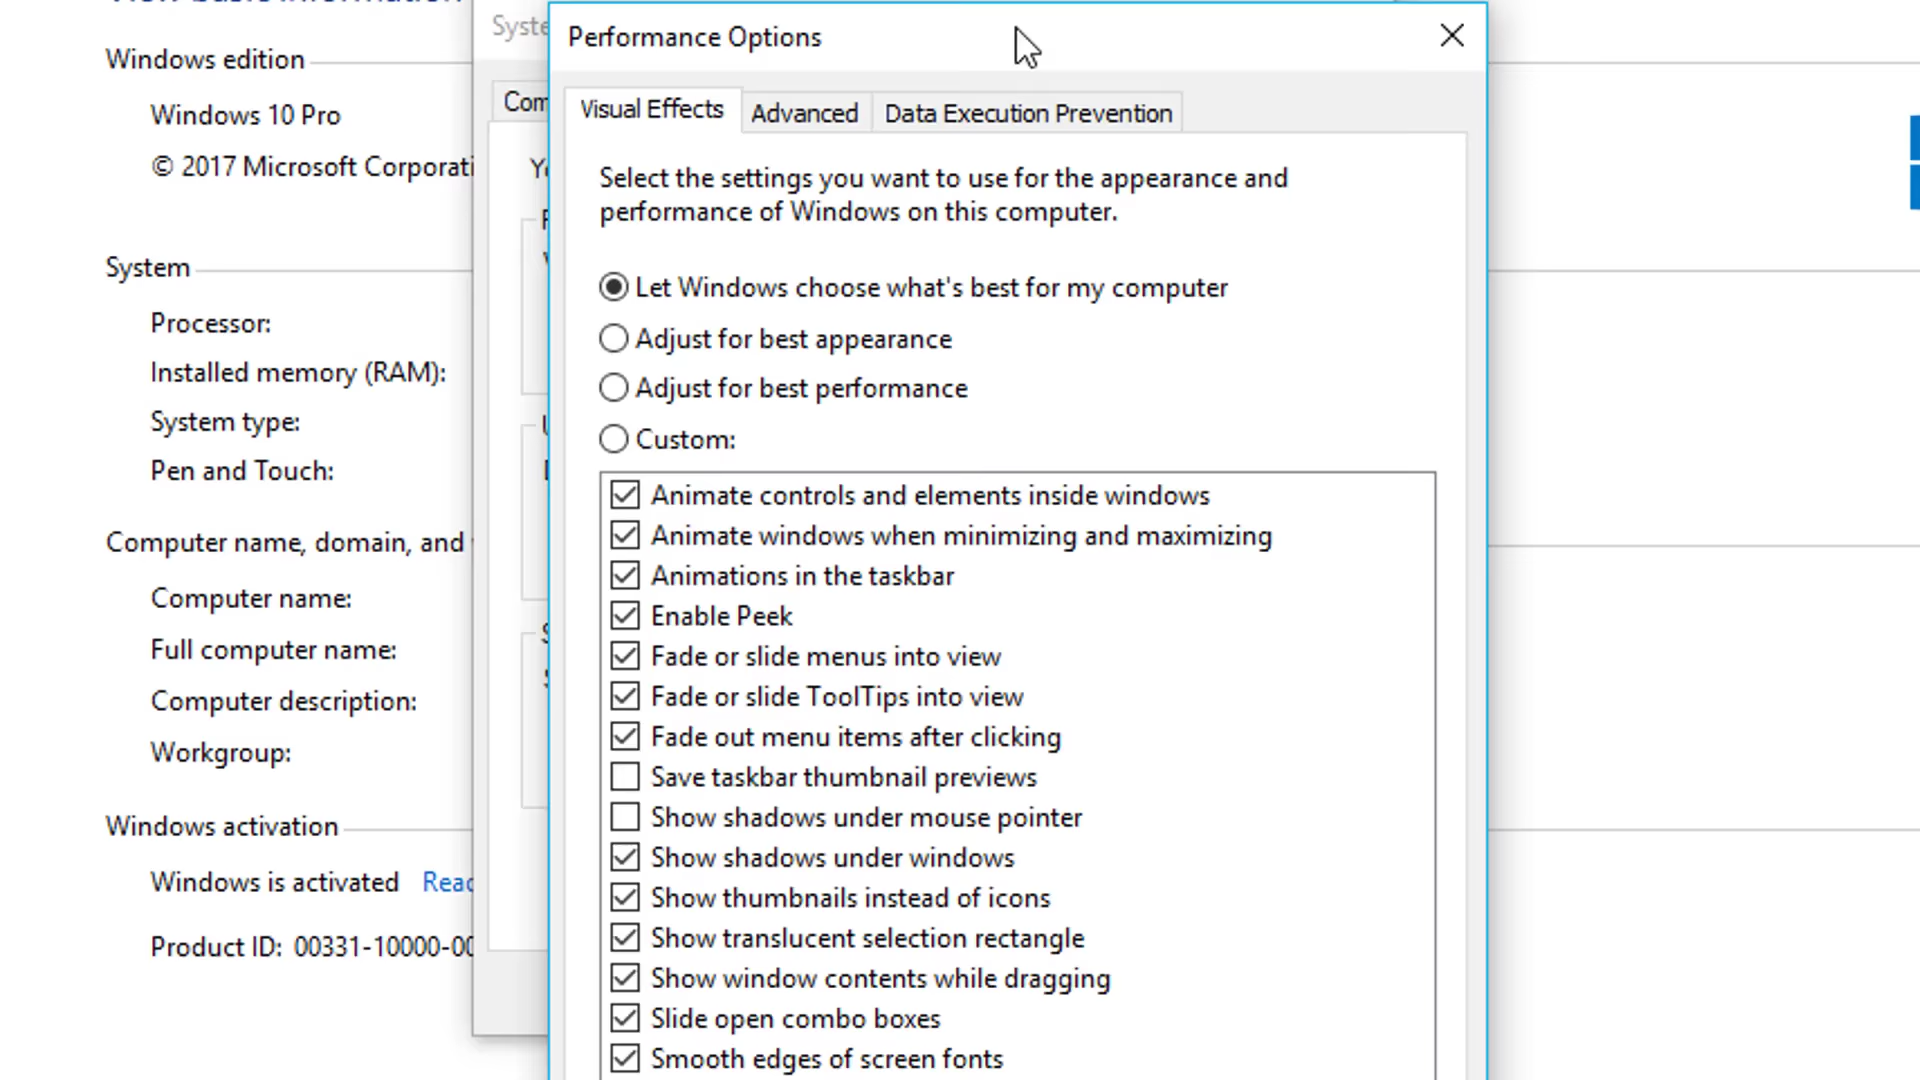 Windows edition
Windows 10 Pro
© 2017 Microsoft
System
Processor:
Installed memory (RAM):
System type:
Pen and Touch:
Computer name, domain, and
Computer name:
Full computer name:
Computer description:
Workgroup:
Windows activation
Windows is activated
Product ID: 00331-10000-00
Performance Options
Visual Effects
Advanced
Data Execution Prevention
Select the settings you want to use for the appearance and
performance of Windows on this computer.
Let Windows choose what's best for my computer
Adjust for best appearance
Adjust for best performance
Custom:
Animate controls and elements inside windows
Animate windows when minimizing and maximizing
Animations in the taskbar
Enable Peek
Fade or slide menus into view
Fade or slide ToolTips into view
Fade out menu items after clicking
Save taskbar thumbnail previews
Show shadows under mouse pointer
Show shadows under windows
Show thumbnails instead of icons
Show translucent selection rectangle
Show window contents while dragging
Slide open combo boxes
Smooth edges of screen fonts